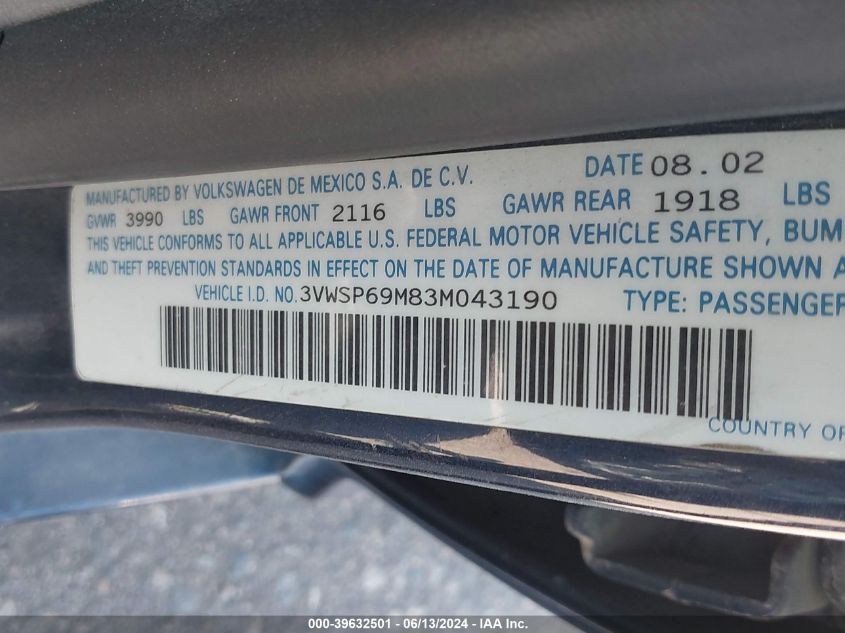 MANUFACTURED BY VOLKSWAGEN DE MEXICO S.A. DE C.V. DATE 08.02
GVWR 3990 LBS GAWR FRONT 2116 LBS GAWR REAR 1918 LBS
THIS VEHICLE CONFORMS TO ALL APPLICABLE U.S. FEDERAL MOTOR VEHICLE SAFETY, BUM
AND THEFT PREVENTION STANDARDS IN EFFECT ON THE DATE OF MANUFACTURE SHOWN A
VEHICLE I.D. NO. 3VWSP69M83M043190 TYPE: PASSENGER
COUNTRY OF
000-39632501 - 06/13/2024 - IAA Inc.